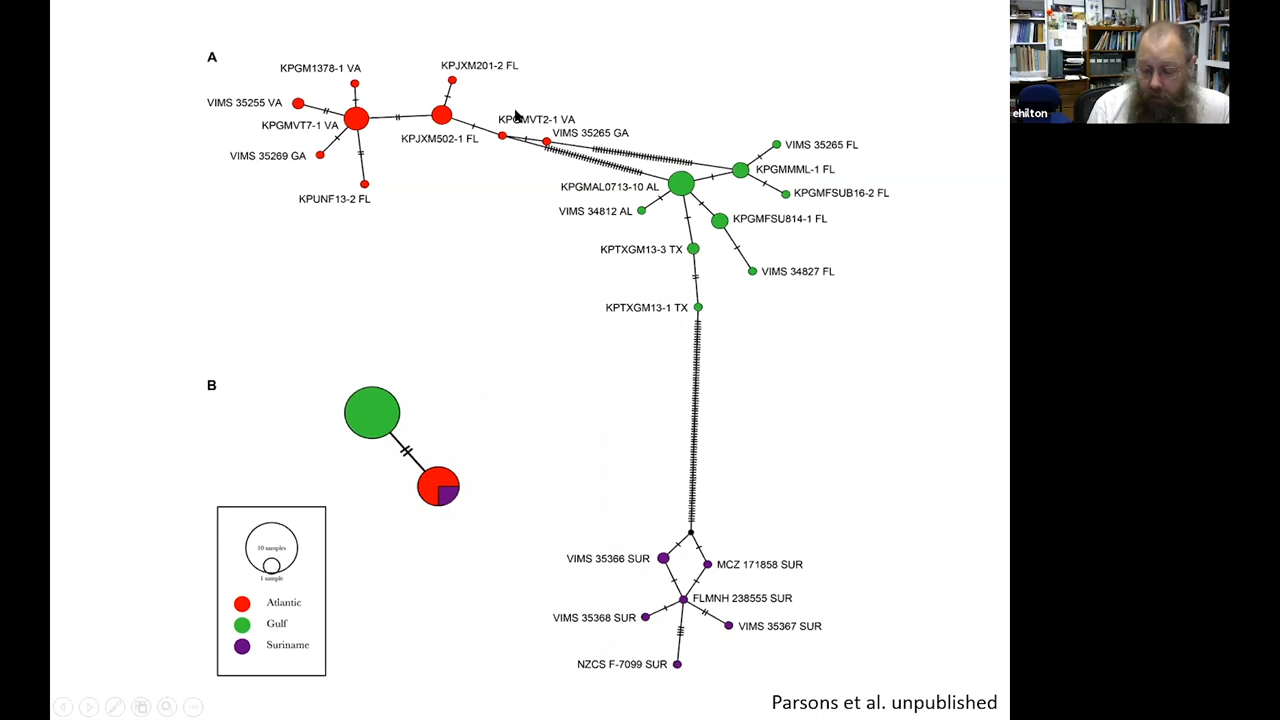 A
KPGM1378-1 VA
KPJXM201-2 FL
VIMS 35255 VA
KPGMVT7-1 VA
KPGMVT2-1 VA
VIMS 35265 GA
KPJXM502-1 FL
VIMS 35269 GA
KPUNF13-2 FL
VIMS 35265 FL
KPGMMML-1 FL
KPGMAL0713-10 AL
KPGMFSUB16-2 FL
VIMS 34812 AL
KPGMFSU814-1 FL
KPTXGM13-3 TX
VIMS 34827 FL
KPTXGM13-1 TX
B
10 samples
1 sample
Atlantic
Gulf
Suriname
VIMS 35366 SUR
MCZ 171858 SUR
FLMNH 238555 SUR
VIMS 35368 SUR
VIMS 35367 SUR
NZCS F-7099 SUR
Parsons et al. unpublished
ehilton